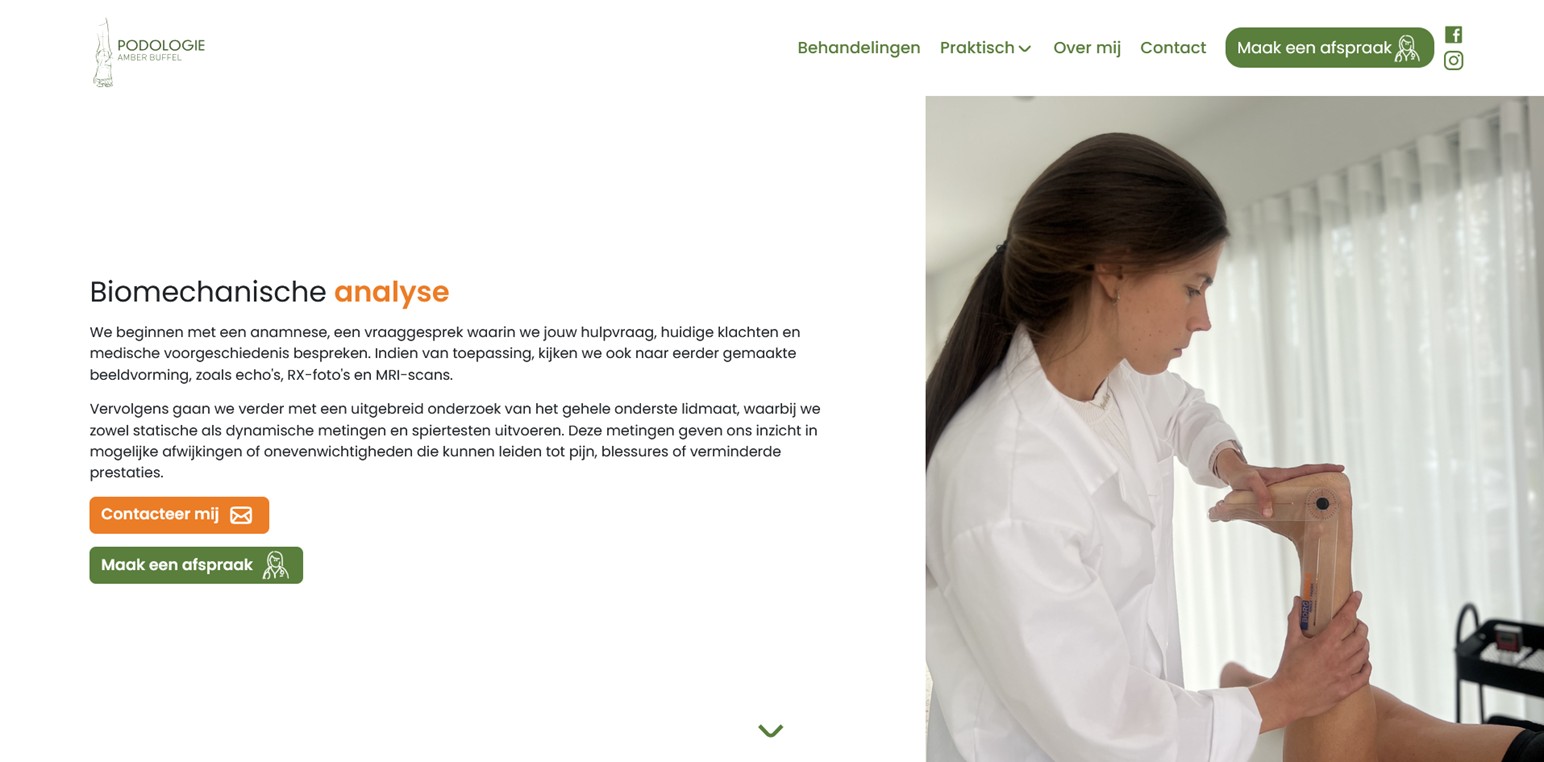 PODOLOGIE
AMBER BUFFEL
Behandelingen
Praktisch
Over mij
Contact
Maak een afspraak
Biomechanische analyse
We beginnen met een anamnese, een vraaggesprek waarin we jouw hulpvraag, huidige klachten en
medische voorgeschiedenis bespreken. Indien van toepassing, kijken we ook naar eerder gemaakte
beeldvorming, zoals echo's, RX-foto's en MRI-scans.
Vervolgens gaan we verder met een uitgebreid onderzoek van het gehele onderste lidmaat, waarbij we
zowel statische als dynamische metingen en spiertesten uitvoeren. Deze metingen geven ons inzicht in
mogelijke afwijkingen of onevenwichtigheden die kunnen leiden tot pijn, blessures of verminderde
prestaties.
Contacteer mij
Maak een afspraak